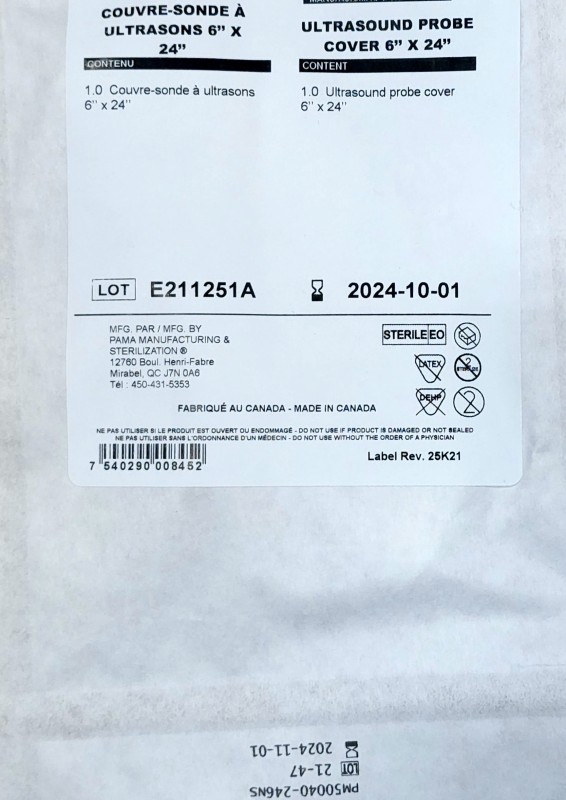 COUVRE-SONDE À
ULTRASONS 6" X
24"
CONTENU
1.0 Couvre-sonde à ultrasons
6" x 24"
ULTRASOUND PROBE
COVER 6" X 24"
CONTENT
1.0 Ultrasound probe cover
6" x 24"
LOT E211251A 2024-10-01
MFG. PAR / MFG. BY
PAMA MANUFACTURING &
STERILIZATION ®
12760 Boul. Henri-Fabre
Mirabel, QC J7N 0A6
Tél : 450-431-5353
STERILE EO
LATEX
DEHP
2
FABRIQUÉ AU CANADA - MADE IN CANADA
NE PAS UTILISER SI LE PRODUIT EST OUVERT OU ENDOMMAGÉ - DO NOT USE IF PRODUCT IS DAMAGED OR NOT SEALED
NE PAS UTILISER SANS L'ORDONNANCE D'UN MÉDECIN - DO NOT USE WITHOUT THE ORDER OF A PHYSICIAN
7 540290 008452
Label Rev. 25K21
PM50040-246NS
LOT 21-47
2024-11-01